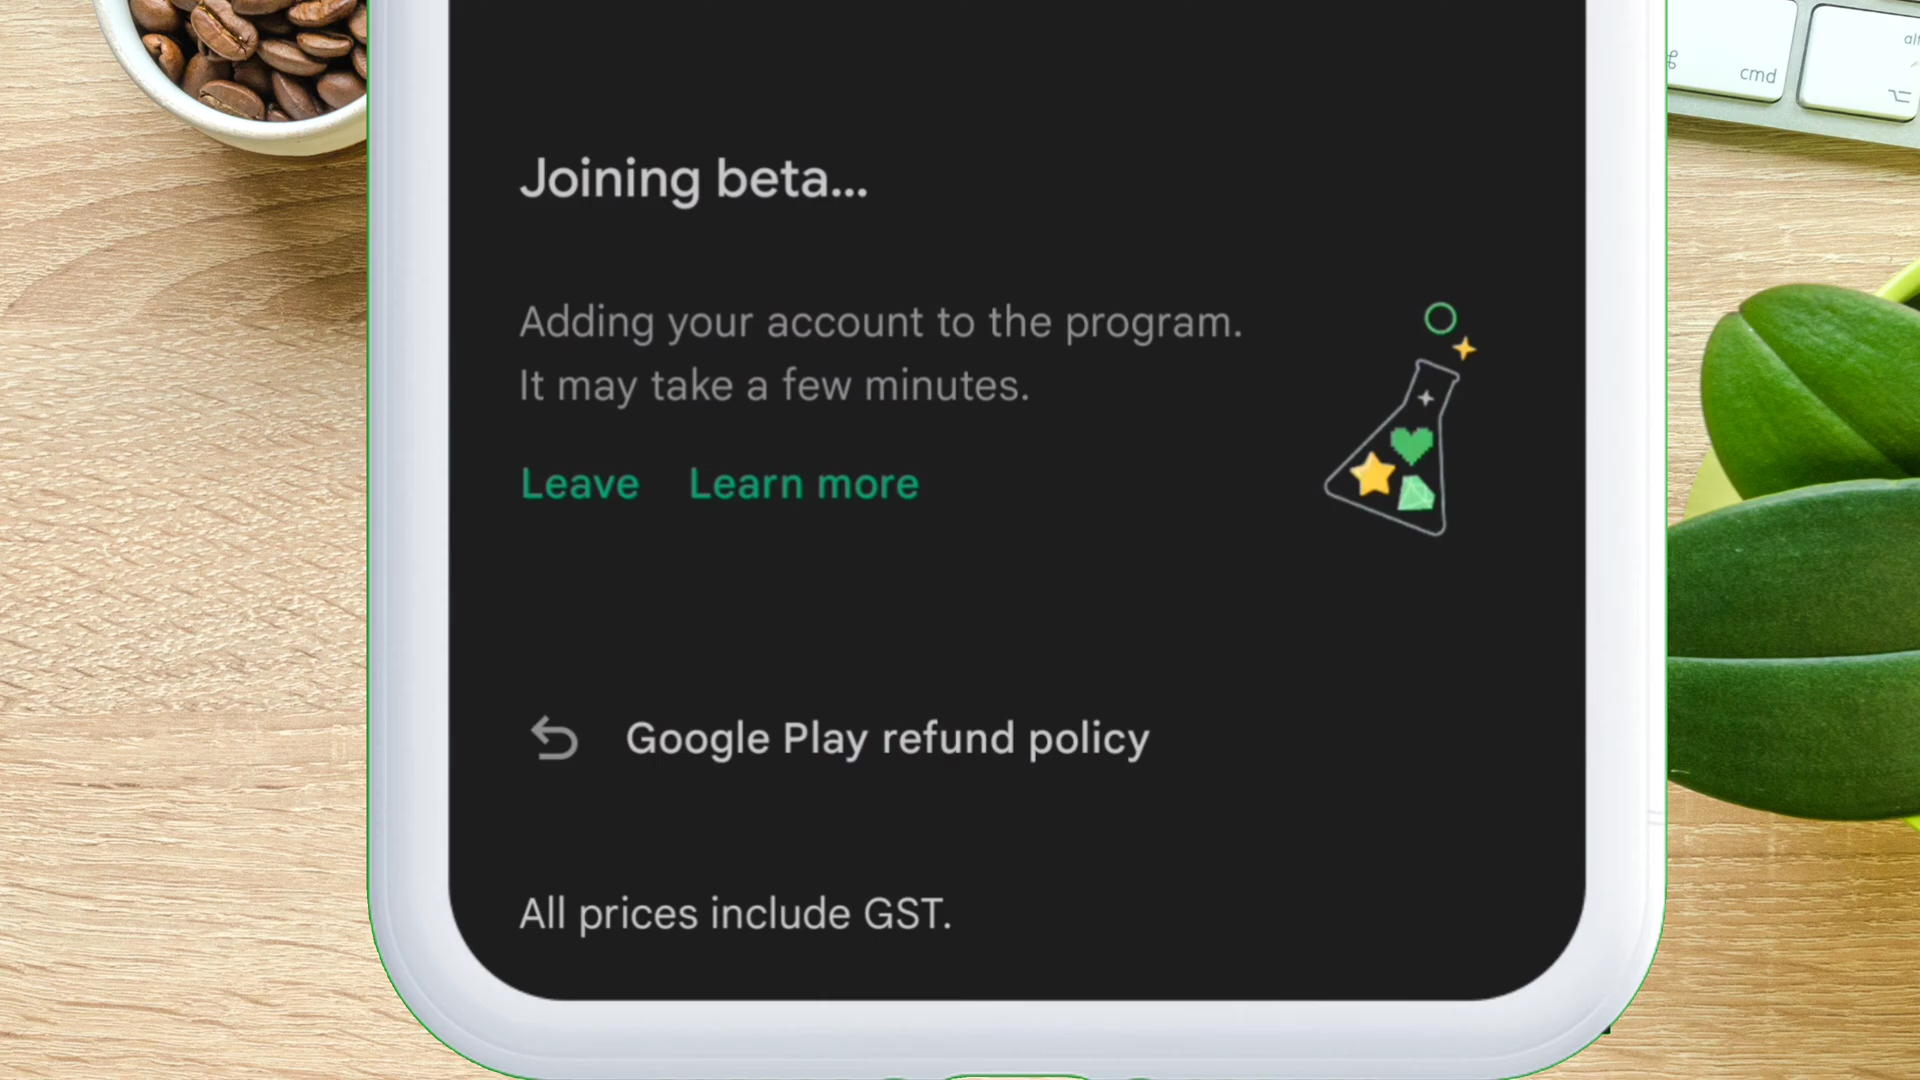 ⌘
cmd
alt
⌥
Joining beta...
Adding your account to the program.
It may take a few minutes.
Leave Learn more
Google Play refund policy
All prices include GST.